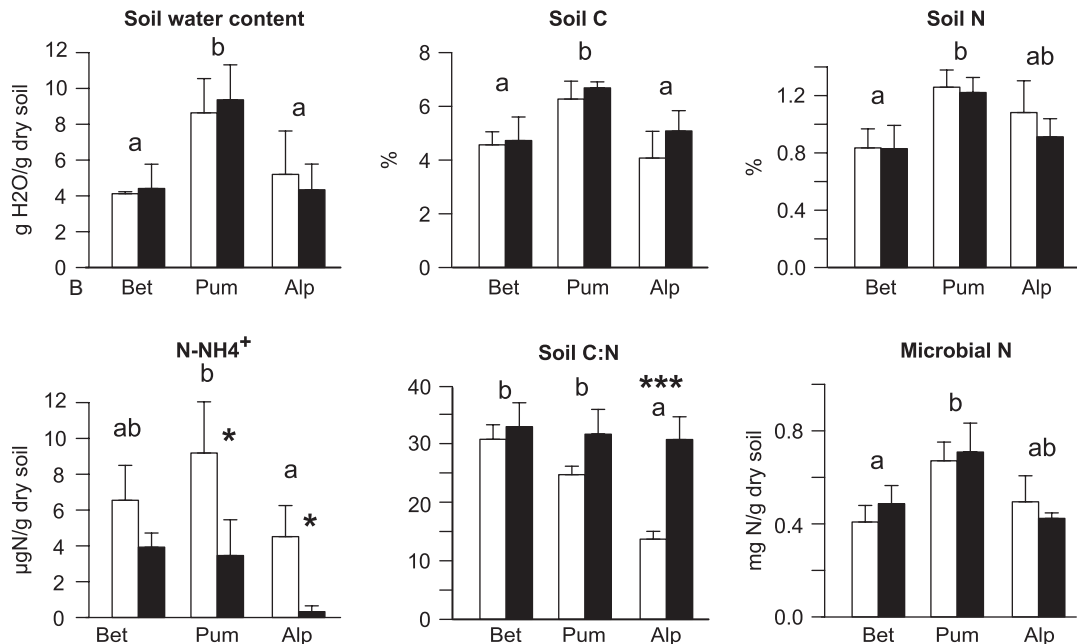 Soil water content
g H2O/g dry soil
12
10
8
6
4
2
0
a
b
a
B
Bet
Pum
Alp
Soil C
%
8
6
4
2
0
a
b
a
Bet
Pum
Alp
Soil N
%
1.2
0.8
0.4
0.0
a
b
ab
Bet
Pum
Alp
N-NH4+
µgN/g dry soil
12
10
8
6
4
2
0
ab
b
*
a
*
Bet
Pum
Alp
Soil C:N
40
30
20
10
0
b
b
***
a
Bet
Pum
Alp
Microbial N
mg N/g dry soil
0.8
0.4
0.0
a
b
ab
Bet
Pum
Alp